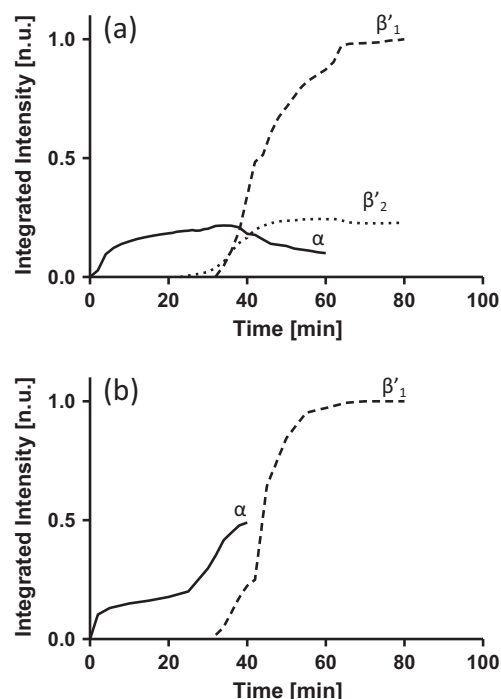 (a)
β'₁
1.0
0.5
β'₂
α
0.0
0 20 40 60 80 100
Time [min]
Integrated Intensity [n.u.]
(b)
β'₁
1.0
α
0.5
0.0
0 20 40 60 80 100
Time [min]
Integrated Intensity [n.u.]